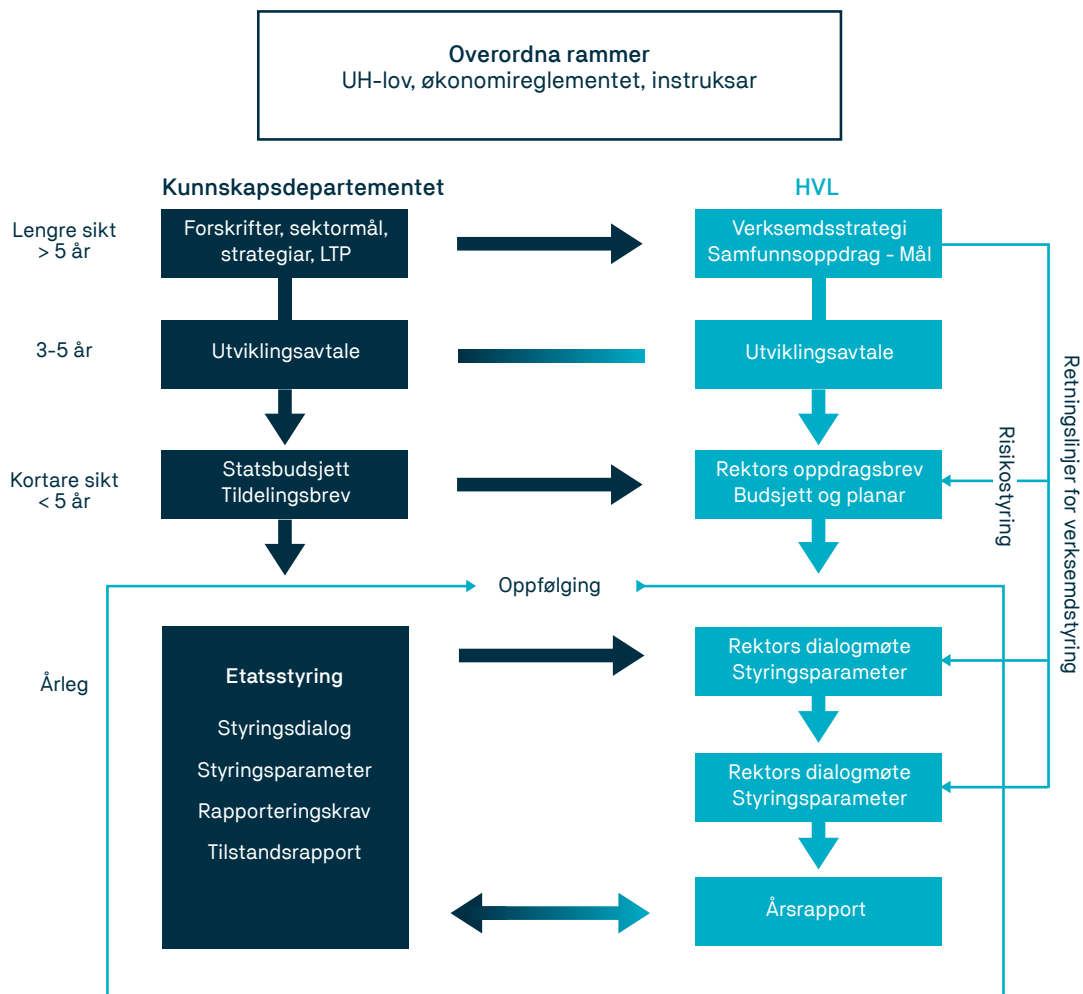 Overordna rammer
UH-lov, økonomireglementet, instruksar
Kunnskapsdepartementet
HVL
Lengre sikt
> 5 år
Forskrifter, sektormål,
strategiar, LTP
Verksemdsstrategi
Samfunnsoppdrag - Mål
3-5 år
Utviklingsavtale
Utviklingsavtale
Kortare sikt
< 5 år
Statsbudsjett
Tildelingsbrev
Rektors oppdragsbrev
Budsjett og planar
Risikostyring
Retningslinjer for verksemdstyring
Oppfølging
Årleg
Etatsstyring
Styringsdialog
Styringsparameter
Rapporteringskrav
Tilstandsrapport
Rektors dialogmøte
Styringsparameter
Rektors dialogmøte
Styringsparameter
Årsrapport